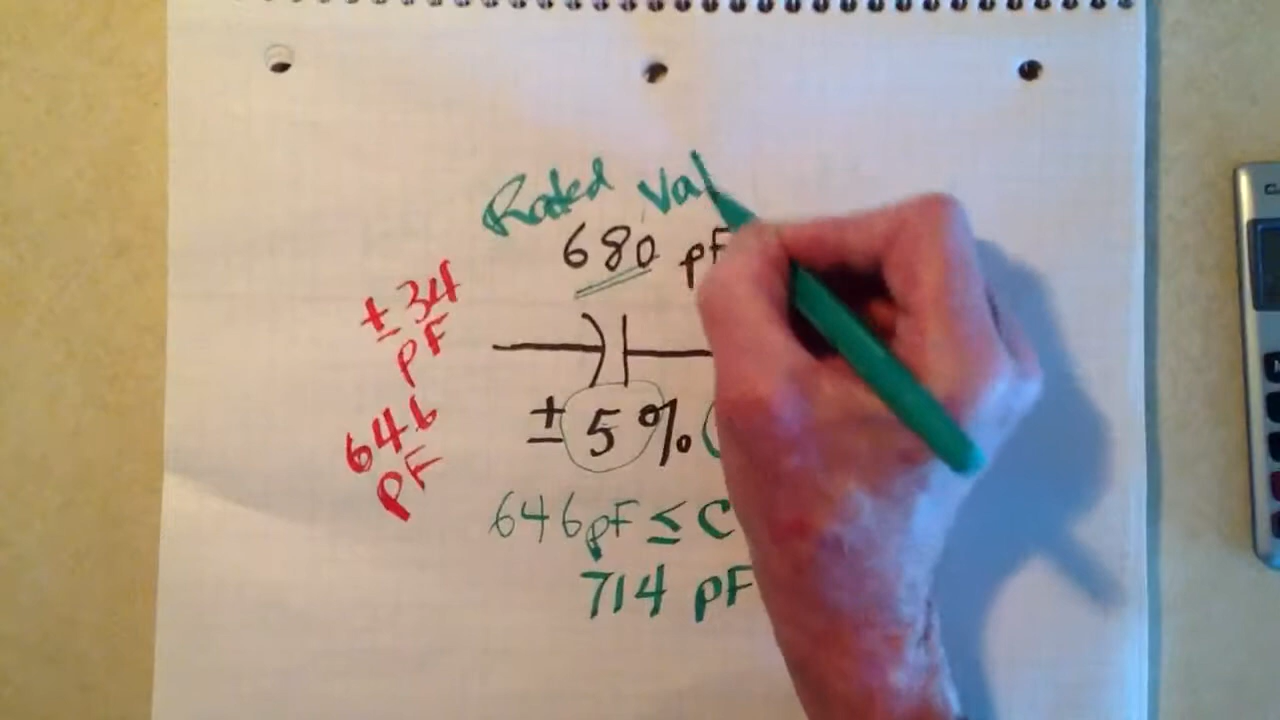 Rated Val
680 pF
± 34
pF
646
pF
± 5 %
646pF ≤ C
714 pF